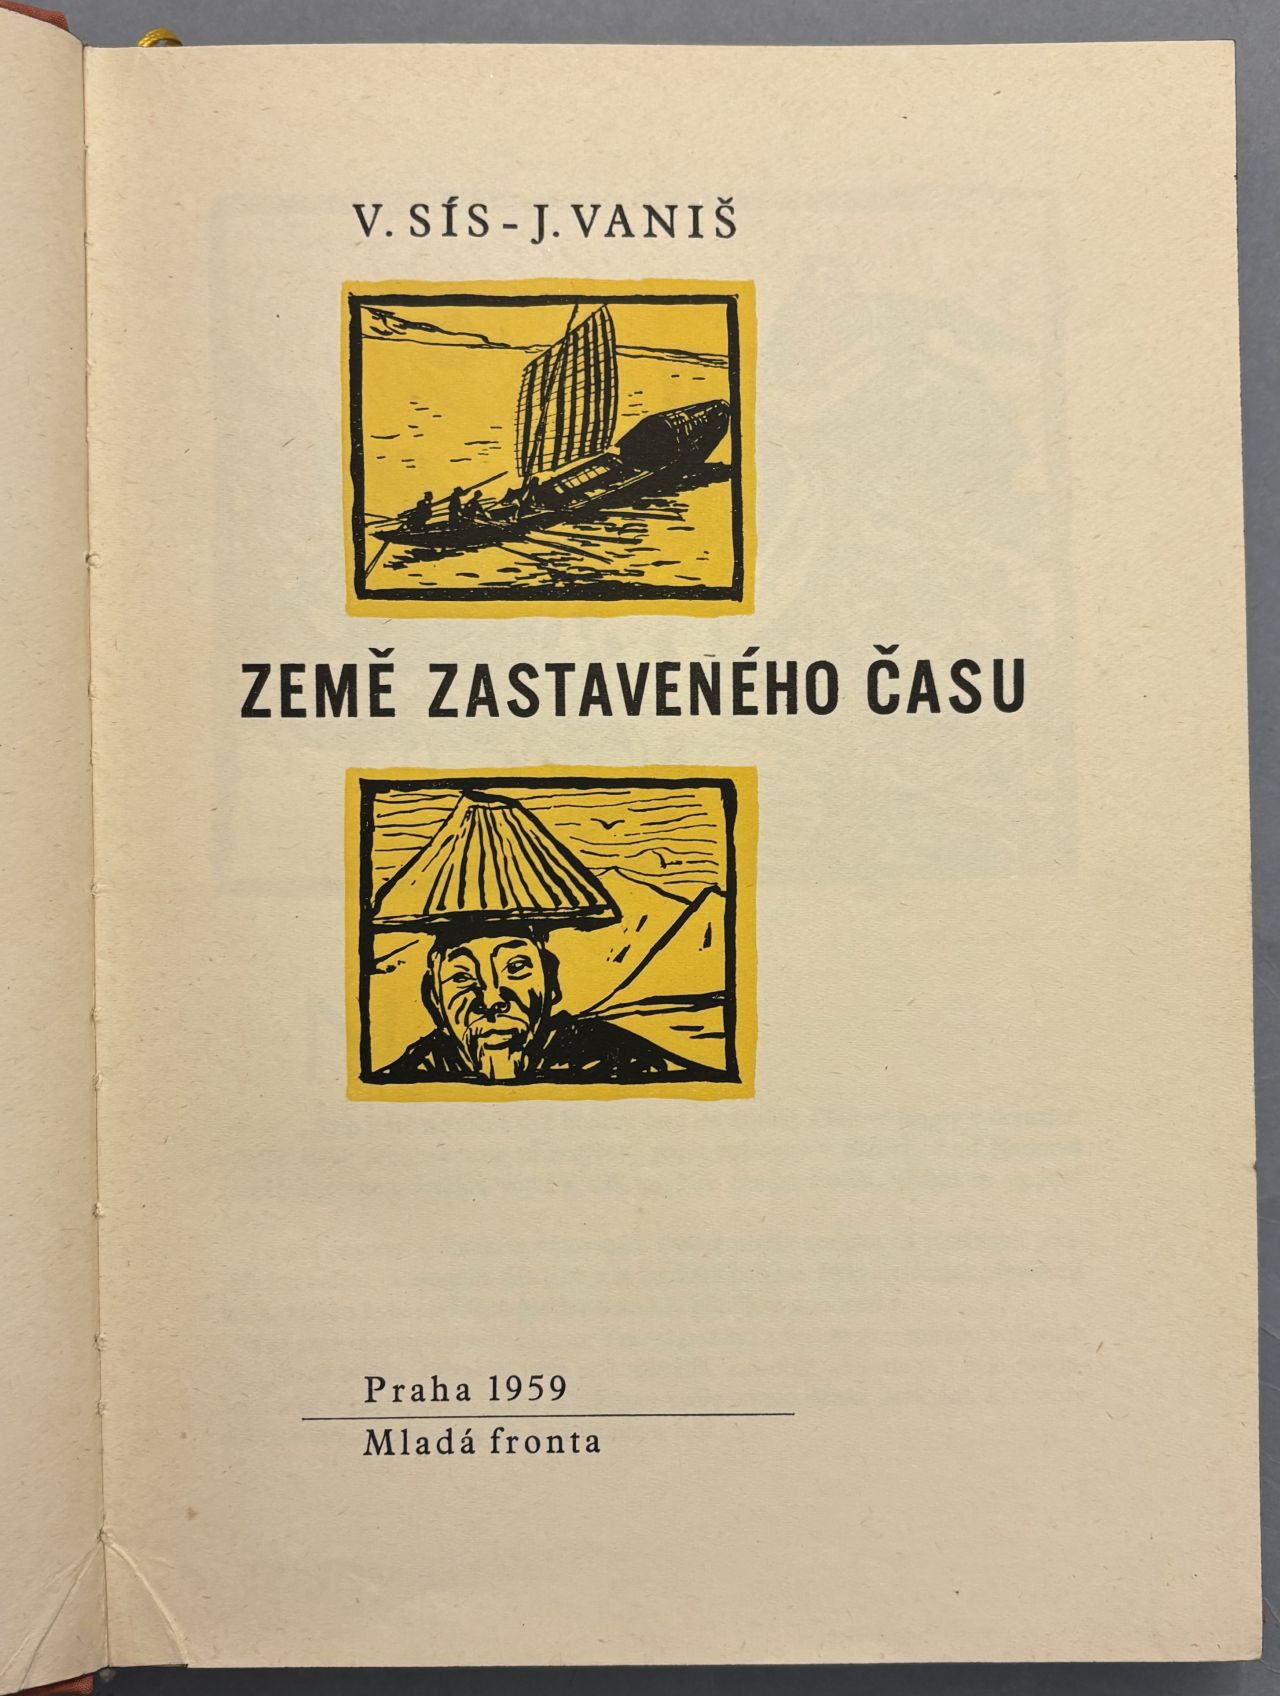 V. SÍS - J. VANIŠ
ZEMĚ ZASTAVENÉHO ČASU
Praha 1959
Mladá fronta